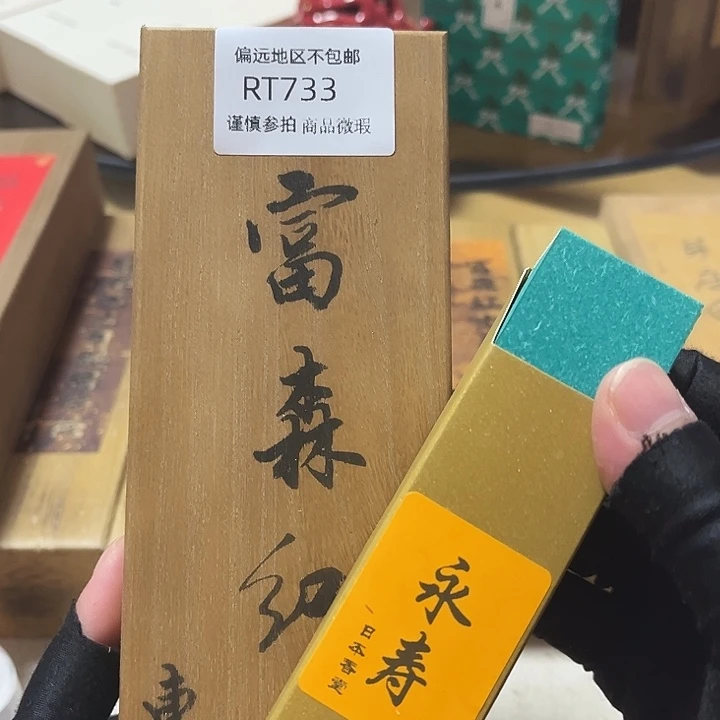 偏远地区不包邮
RT733
谨慎参拍 商品微瑕
富森红
永寿
日本香堂